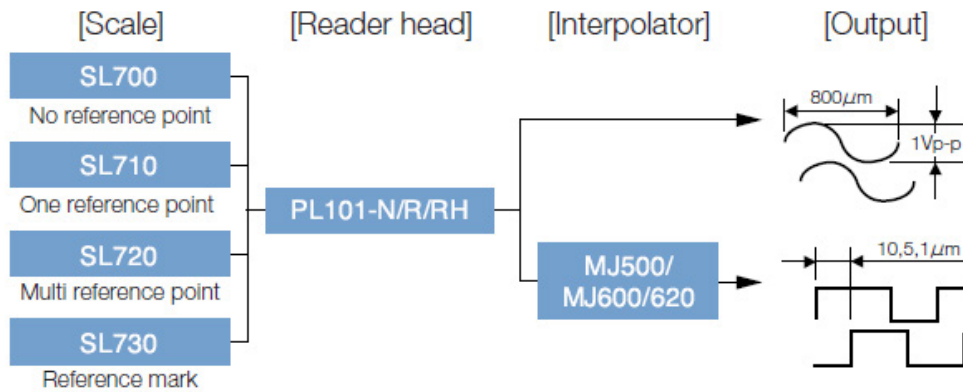 [Scale] [Reader head] [Interpolator] [Output]
SL700
No reference point
SL710
One reference point
SL720
Multi reference point
SL730
Reference mark
PL101-N/R/RH
MJ500/
MJ600/620
800μm
1Vp-p
10,5,1μm